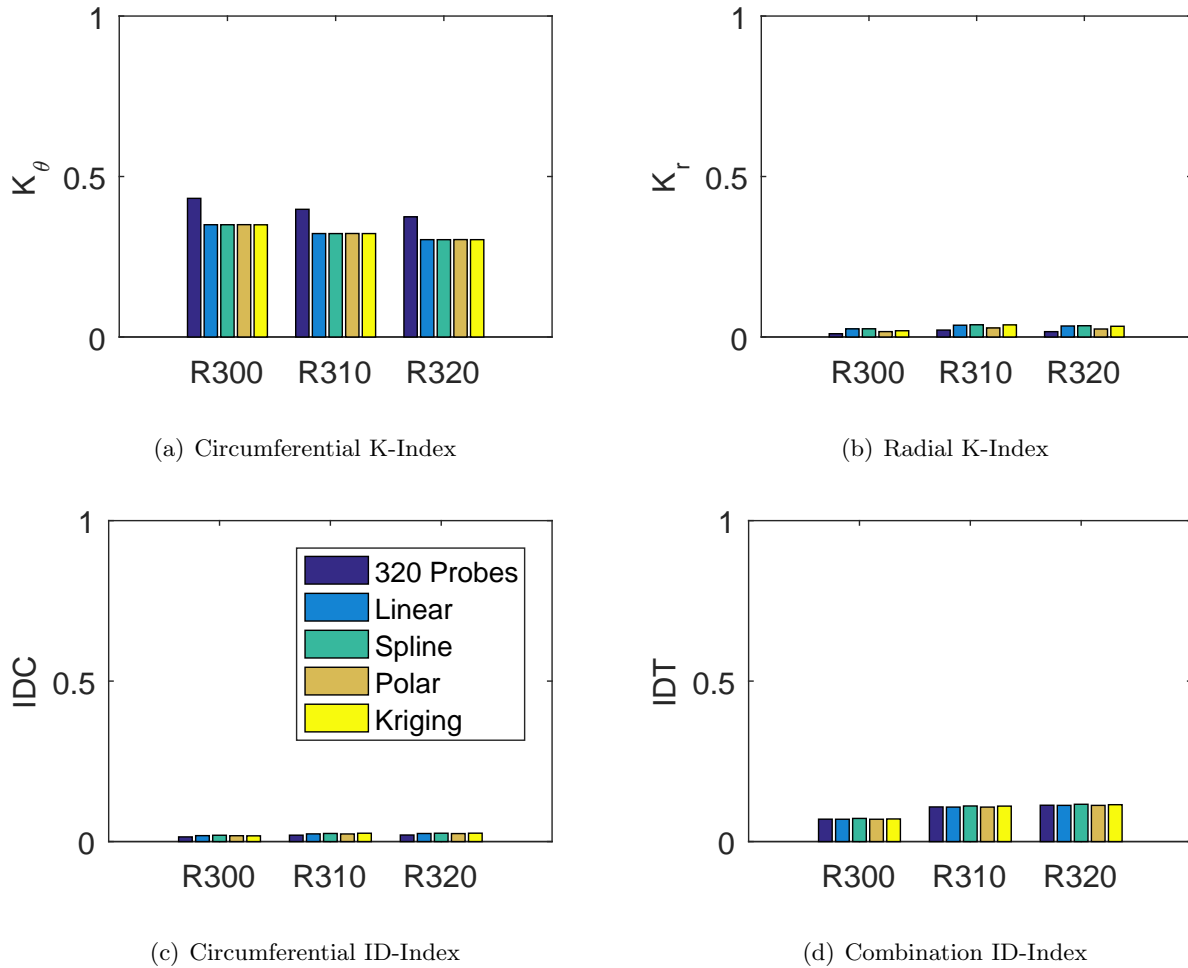 1
0.5
0
K_θ
R300 R310 R320
(a) Circumferential K-Index
1
0.5
0
K_r
R300 R310 R320
(b) Radial K-Index
1
0.5
0
IDC
320 Probes
Linear
Spline
Polar
Kriging
R300 R310 R320
(c) Circumferential ID-Index
1
0.5
0
IDT
R300 R310 R320
(d) Combination ID-Index